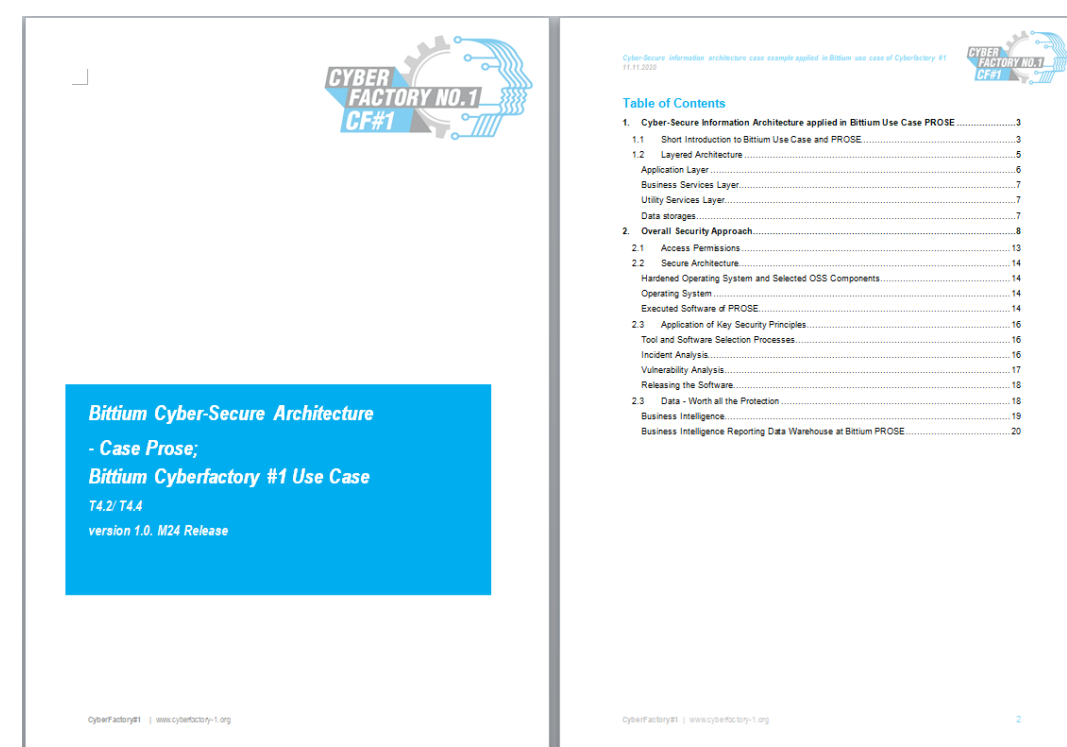 CYBER
FACTORY NO.1
CF#1
Bittium Cyber-Secure Architecture
- Case Prose;
Bittium Cyberfactory #1 Use Case
T4.2/ T4.4
version 1.0. M24 Release
CyberFactory#1 | www.cyberfactory-1.org
Cyber-Secure information architecture case example applied in Bittium use case of Cyberfactory #1
11.11.2020
CYBER
FACTORY NO.1
CF#1
Table of Contents
1. Cyber-Secure Information Architecture applied in Bittium Use Case PROSE ..................... 3
1.1 Short Introduction to Bittium Use Case and PROSE..................... 3
1.2 Layered Architecture ..................... 5
Application Layer ..................... 6
Business Services Layer..................... 7
Utility Services Layer..................... 7
Data storages..................... 7
2. Overall Security Approach..................... 8
2.1 Access Permissions ..................... 13
2.2 Secure Architecture..................... 14
Hardened Operating System and Selected OSS Components..................... 14
Operating System ..................... 14
Executed Software of PROSE..................... 14
2.3 Application of Key Security Principles..................... 16
Tool and Software Selection Processes..................... 16
Incident Analysis..................... 16
Vulnerability Analysis..................... 17
Releasing the Software..................... 18
2.3 Data - Worth all the Protection ..................... 18
Business Intelligence..................... 19
Business Intelligence Reporting Data Warehouse at Bittium PROSE..................... 20
CyberFactory#1 | www.cyberfactory-1.org
2